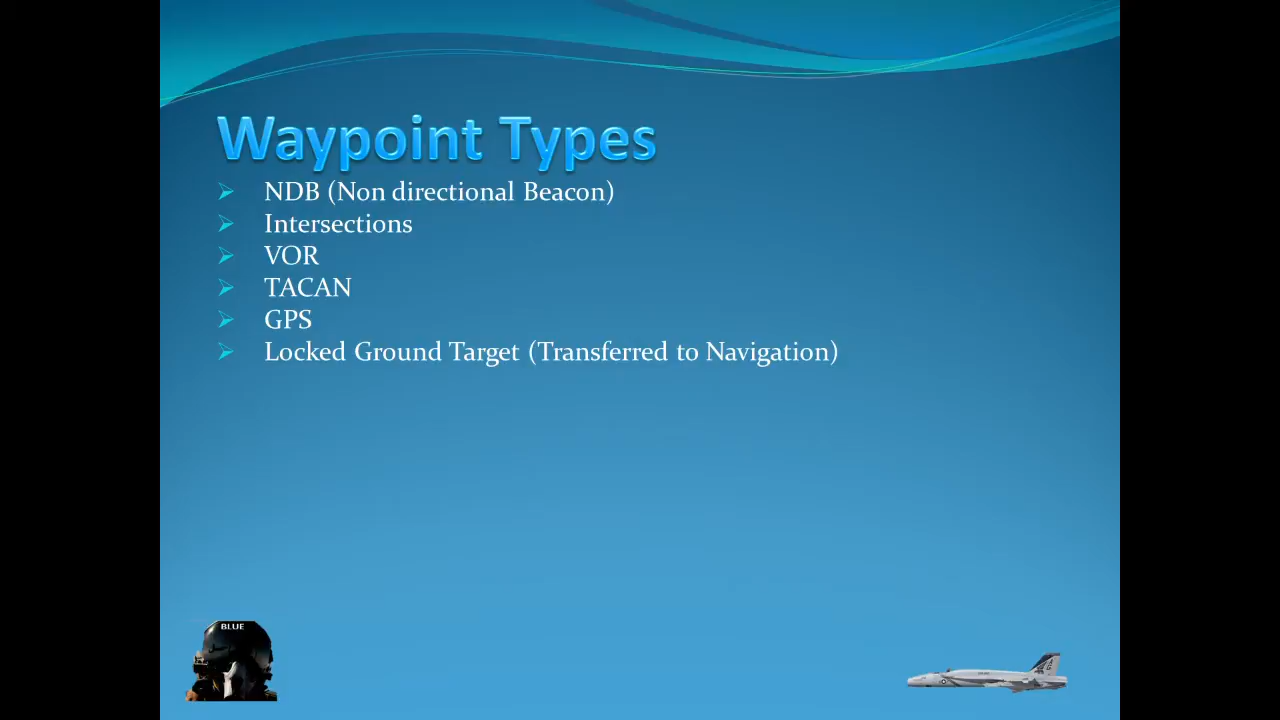 Waypoint Types
NDB (Non directional Beacon)
Intersections
VOR
TACAN
GPS
Locked Ground Target (Transferred to Navigation)
BLUE